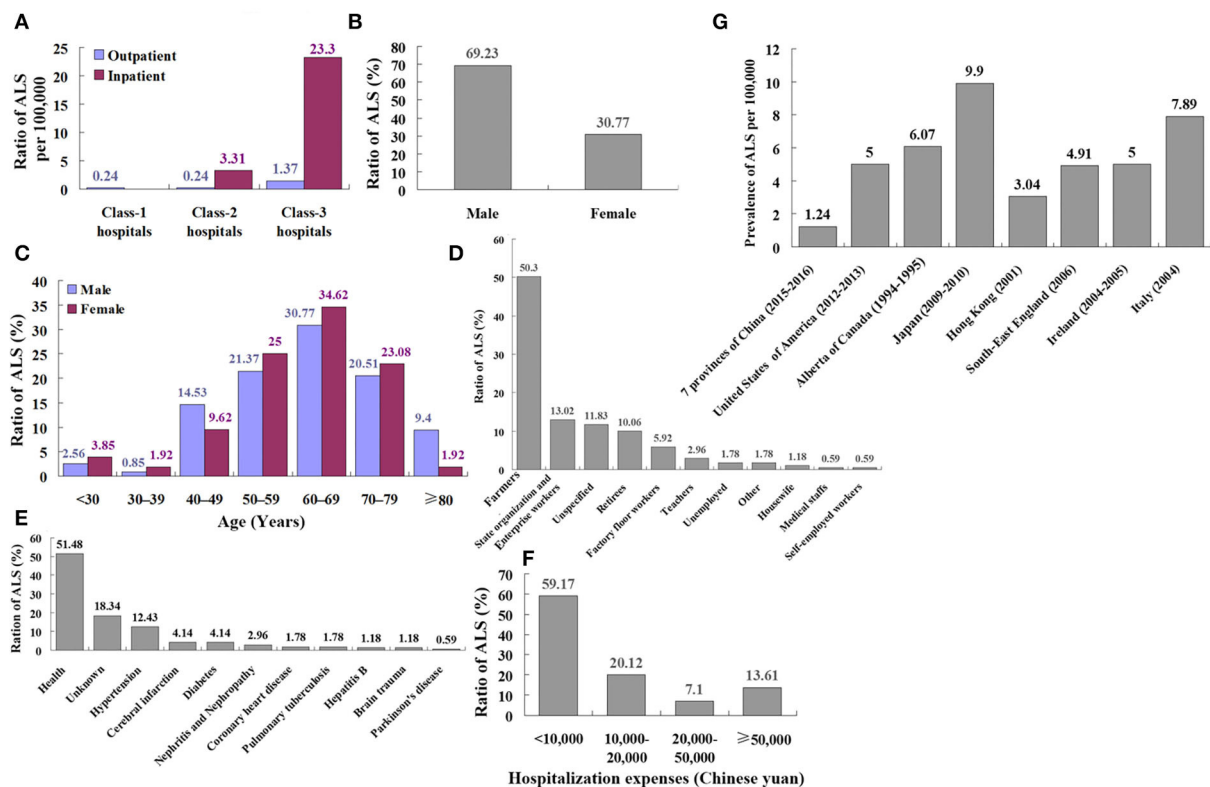 A
Ratio of ALS
per 100,000
25
20
15
10
5
0
Outpatient
Inpatient
0.24
0.24
3.31
1.37
23.3
Class-1
hospitals
Class-2
hospitals
Class-3
hospitals
B
Ratio of ALS (%)
80
70
60
50
40
30
20
10
0
69.23
30.77
Male
Female
G
Prevalence of ALS per 100,000
12
10
8
6
4
2
0
1.24
5
6.07
9.9
3.04
4.91
5
7.89
7 provinces of China (2015-2016)
United States of America (2012-2013)
Alberta of Canada (1994-1995)
Japan (2009-2010)
Hong Kong (2001)
South-East England (2006)
Ireland (2004-2005)
Italy (2004)
C
Ratio of ALS (%)
40
35
30
25
20
15
10
5
0
Male
Female
2.56
3.85
0.85
1.92
14.53
9.62
21.37
25
30.77
34.62
20.51
23.08
9.4
1.92
<30
30–39
40–49
50–59
60–69
70–79
≥80
Age (Years)
D
Ratio of ALS (%)
60
50
40
30
20
10
0
50.3
13.02
11.83
10.06
5.92
2.96
1.78
1.78
1.18
0.59
0.59
Farmers
State organization and
Enterprise workers
Unspecified
Retirees
Factory floor workers
Teachers
Unemployed
Other
Housewife
Medical staffs
Self-employed workers
E
Ration of ALS (%)
60
50
40
30
20
10
0
51.48
18.34
12.43
4.14
4.14
2.96
1.78
1.78
1.18
1.18
0.59
Health
Unknown
Hypertension
Cerebral infarction
Diabetes
Nephritis and Nephropathy
Coronary heart disease
Pulmonary tuberculosis
Hepatitis B
Brain trauma
Parkinson's disease
F
Ratio of ALS (%)
70
60
50
40
30
20
10
0
59.17
20.12
7.1
13.61
<10,000
10,000-
20,000
20,000-
50,000
≥50,000
Hospitalization expenses (Chinese yuan)